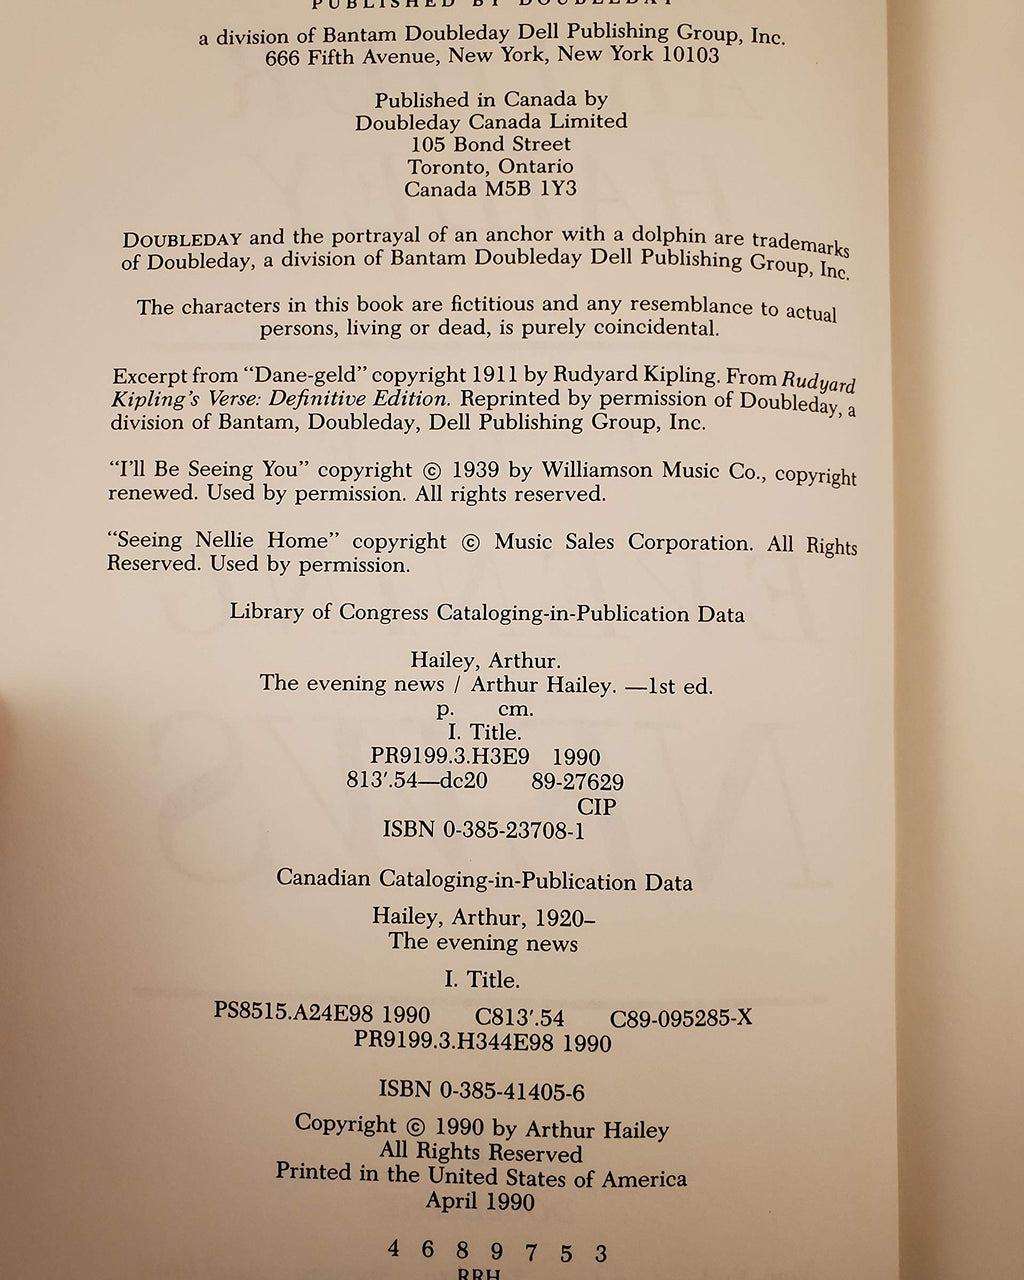 PUBLISHED BY DOUBLEDAY
a division of Bantam Doubleday Dell Publishing Group, Inc.
666 Fifth Avenue, New York, New York 10103
Published in Canada by
Doubleday Canada Limited
105 Bond Street
Toronto, Ontario
Canada M5B 1Y3
DOUBLEDAY and the portrayal of an anchor with a dolphin are trademarks
of Doubleday, a division of Bantam Doubleday Dell Publishing Group, Inc.
The characters in this book are fictitious and any resemblance to actual
persons, living or dead, is purely coincidental.
Excerpt from “Dane-geld” copyright 1911 by Rudyard Kipling. From Rudyard
Kipling’s Verse: Definitive Edition. Reprinted by permission of Doubleday, a
division of Bantam, Doubleday, Dell Publishing Group, Inc.
“I’ll Be Seeing You” copyright © 1939 by Williamson Music Co., copyright
renewed. Used by permission. All rights reserved.
“Seeing Nellie Home” copyright © Music Sales Corporation. All Rights
Reserved. Used by permission.
Library of Congress Cataloging-in-Publication Data
Hailey, Arthur.
The evening news / Arthur Hailey. —1st ed.
p. cm.
I. Title.
PR9199.3.H3E9 1990
813′.54—dc20 89-27629
CIP
ISBN 0-385-23708-1
Canadian Cataloging-in-Publication Data
Hailey, Arthur, 1920–
The evening news
I. Title.
PS8515.A24E98 1990 C813′.54 C89-095285-X
PR9199.3.H344E98 1990
ISBN 0-385-41405-6
Copyright © 1990 by Arthur Hailey
All Rights Reserved
Printed in the United States of America
April 1990
4 6 8 9 7 5 3
RRH